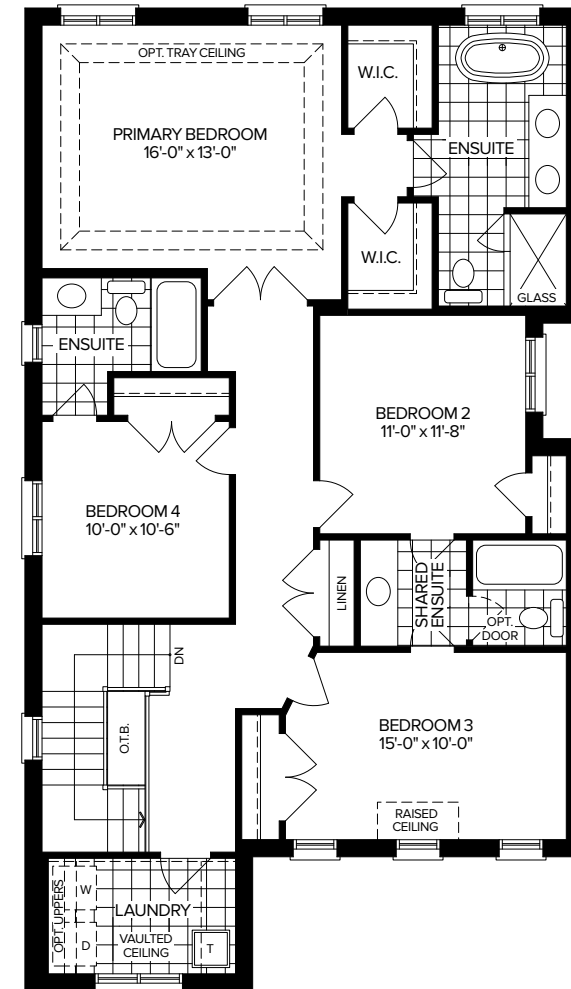 OPT. TRAY CEILING
W.I.C.
PRIMARY BEDROOM
16'-0" x 13'-0"
ENSUITE
W.I.C.
GLASS
ENSUITE
BEDROOM 2
11'-0" x 11'-8"
BEDROOM 4
10'-0" x 10'-6"
LINEN
SHARED
ENSUITE
OPT.
DOOR
DN
O.T.B.
BEDROOM 3
15'-0" x 10'-0"
RAISED
CEILING
OPT. UPPERS
W
D
LAUNDRY
VAULTED
CEILING
T